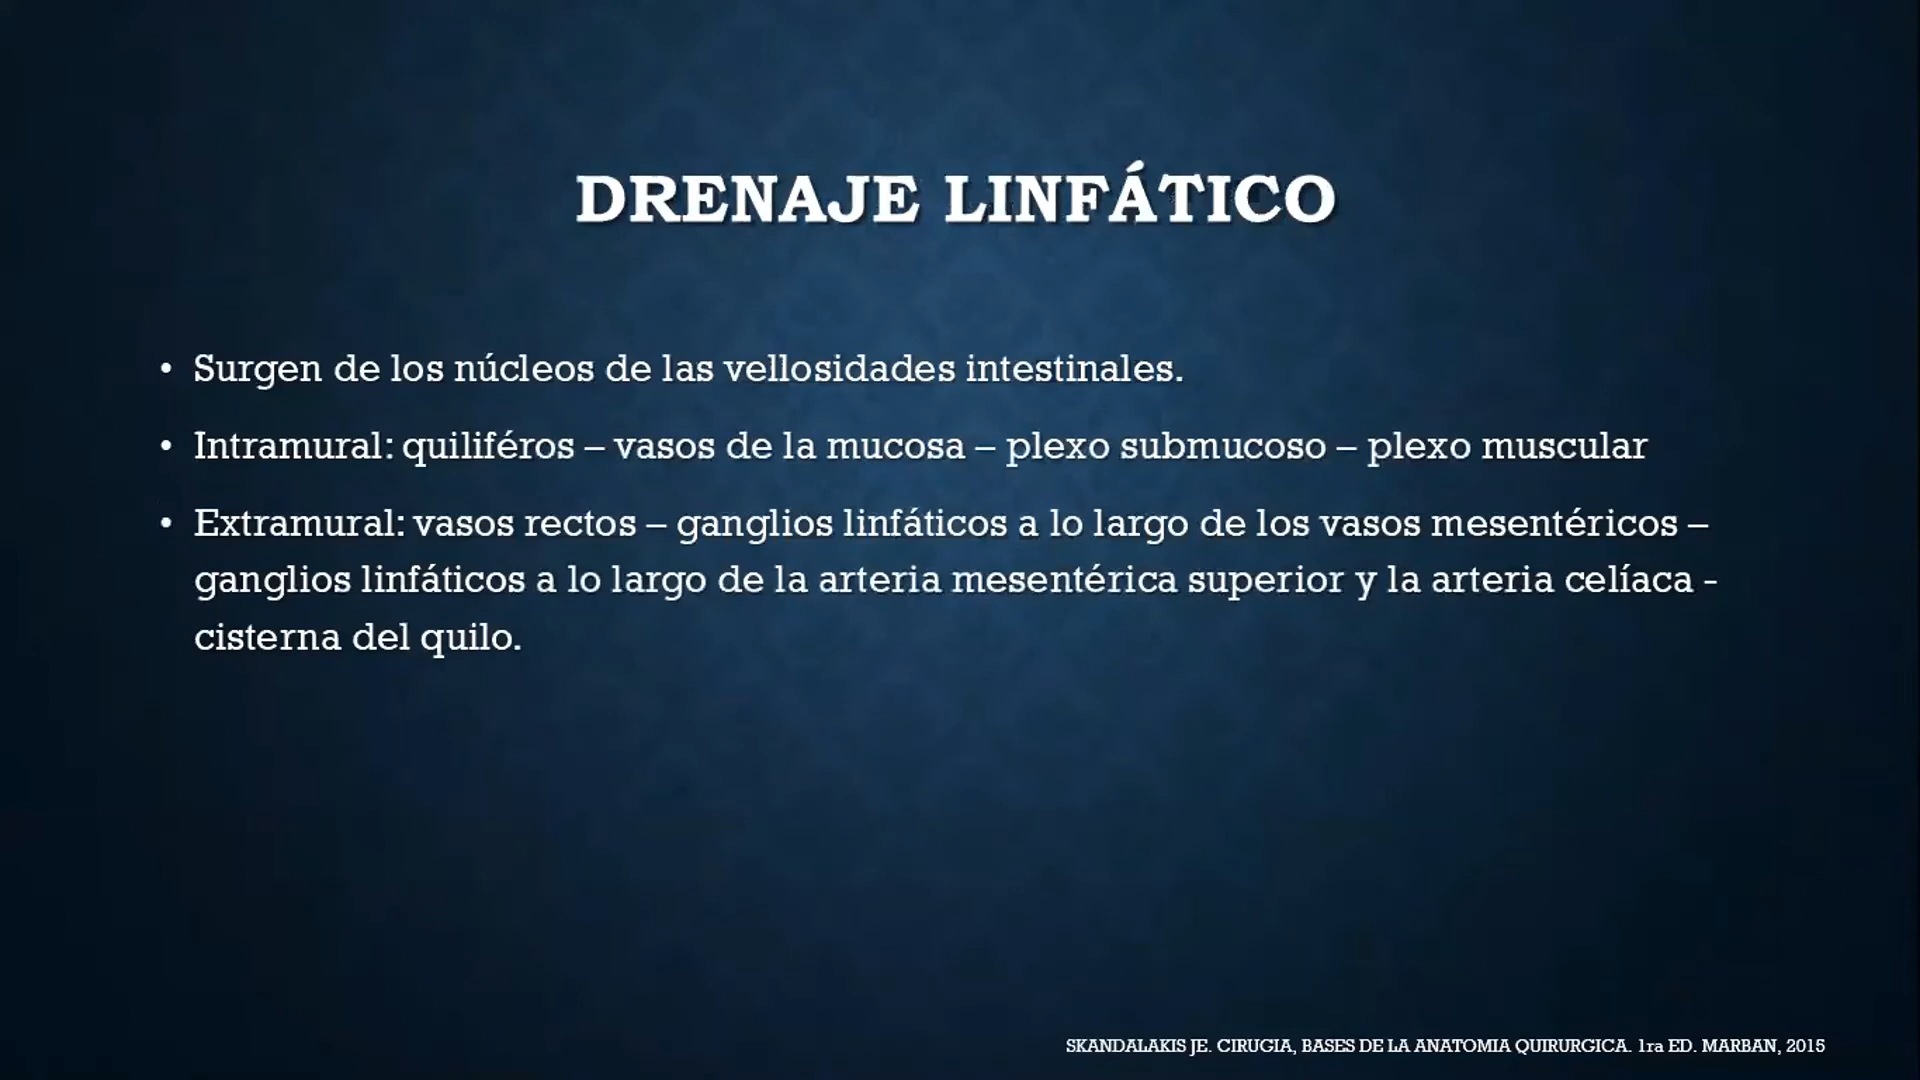 DRENAJE LINFÁTICO
• Surgen de los núcleos de las vellosidades intestinales.
• Intramural: quilíféros – vasos de la mucosa – plexo submucoso – plexo muscular
• Extramural: vasos rectos – ganglios linfáticos a lo largo de los vasos mesentéricos –
ganglios linfáticos a lo largo de la arteria mesentérica superior y la arteria celíaca -
cisterna del quilo.
SKANDALAKIS JE. CIRUGIA, BASES DE LA ANATOMIA QUIRURGICA. 1ra ED. MARBAN, 2015